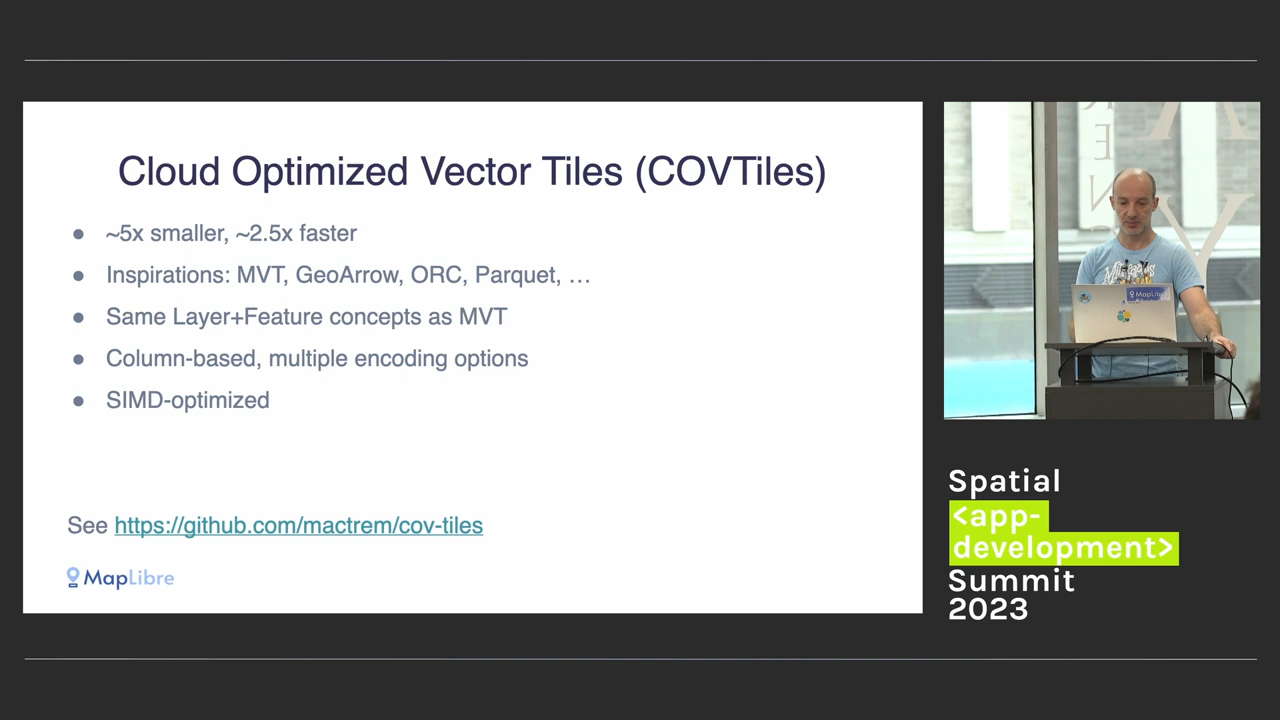 Cloud Optimized Vector Tiles (COVTiles)
● ~5x smaller, ~2.5x faster
● Inspirations: MVT, GeoArrow, ORC, Parquet, …
● Same Layer+Feature concepts as MVT
● Column-based, multiple encoding options
● SIMD-optimized
See https://github.com/mactrem/cov-tiles
MapLibre
MapLibre
Spatial
<app-
development>
Summit
2023